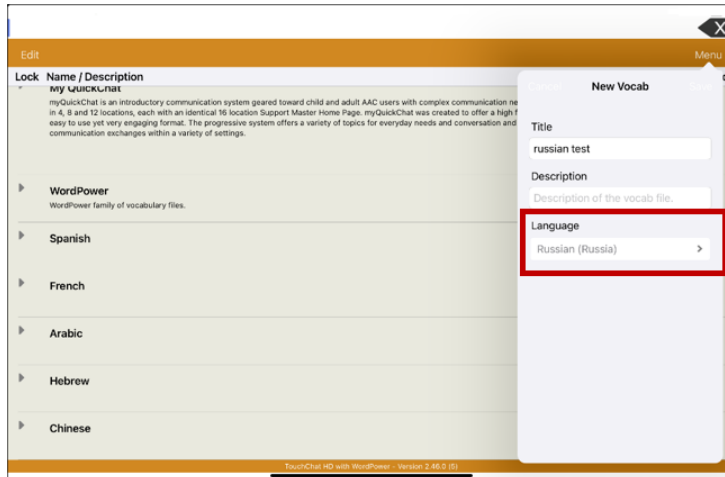 X
Edit
Menu
Lock Name / Description
My QuickChat
myQuickChat is an introductory communication system geared toward child and adult AAC users with complex communication ne
in 4, 8 and 12 locations, each with an identical 16 location Support Master Home Page. myQuickChat was created to offer a high f
easy to use yet very engaging format. The progressive system offers a variety of topics for everyday needs and conversation and
communication exchanges within a variety of settings.
WordPower
WordPower family of vocabulary files.
Spanish
French
Arabic
Hebrew
Chinese
New Vocab
Title
russian test
Description
Description of the vocab file.
Language
Russian (Russia)
TouchChat HD with WordPower - Version 2.46.0 (5)